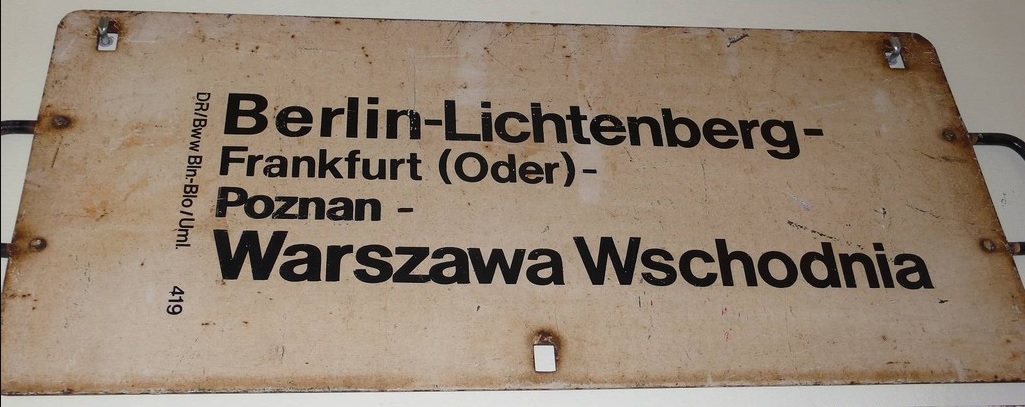 Berlin-Lichtenberg-
Frankfurt (Oder)-
Poznan -
Warszawa Wschodnia
DR/Bww Bln-Blo/Uml. 419